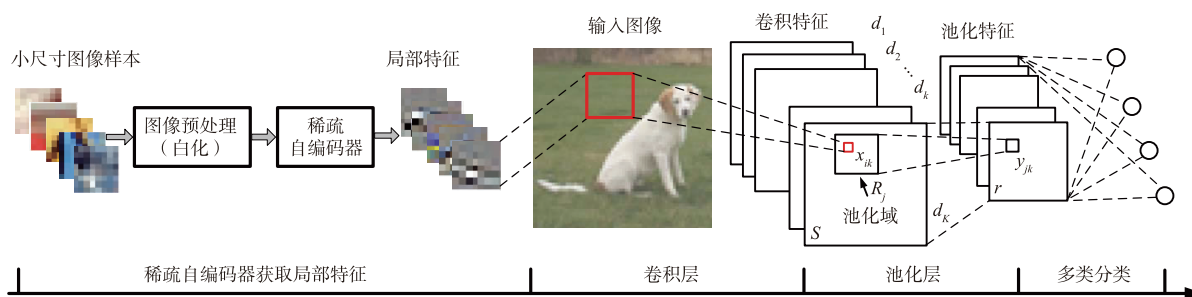 小尺寸图像样本
图像预处理
（白化）
稀疏
自编码器
局部特征
输入图像
卷积特征
d1
d2
...
dk
xik
Rj
池化域
S
dK
池化特征
yjk
r
稀疏自编码器获取局部特征
卷积层
池化层
多类分类